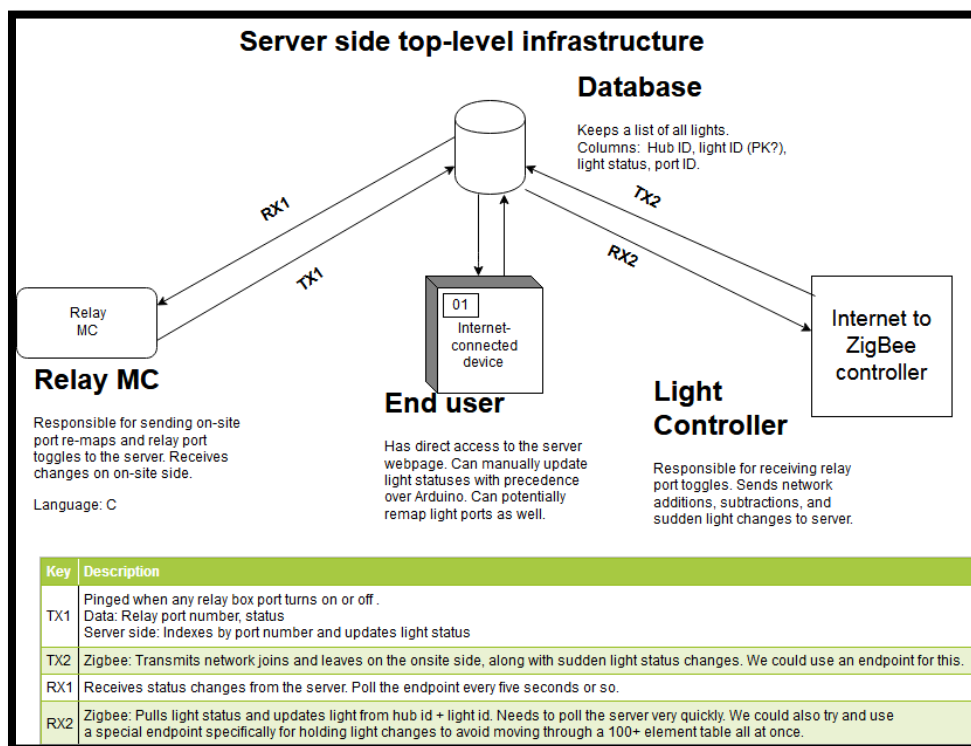 Server side top-level infrastructure
Database
Keeps a list of all lights.
Columns:  Hub ID, light ID (PK?),
light status, port ID.
RX1
TX1
TX2
RX2
Relay
MC
01
Internet-
connected
device
Internet to
ZigBee
controller
Relay MC
Responsible for sending on-site
port re-maps and relay port
toggles to the server. Receives
changes on on-site side.
Language: C
End user
Has direct access to the server
webpage. Can manually update
light statuses with precedence
over Arduino. Can potentially
remap light ports as well.
Light
Controller
Responsible for receiving relay
port toggles. Sends network
additions, subtractions, and
sudden light changes to server.
Key Description
TX1
Pinged when any relay box port turns on or off .
Data: Relay port number, status
Server side: Indexes by port number and updates light status
TX2 Zigbee: Transmits network joins and leaves on the onsite side, along with sudden light status changes. We could use an endpoint for this.
RX1 Receives status changes from the server. Poll the endpoint every five seconds or so.
RX2
Zigbee: Pulls light status and updates light from hub id + light id. Needs to poll the server very quickly. We could also try and use
a special endpoint specifically for holding light changes to avoid moving through a 100+ element table all at once.